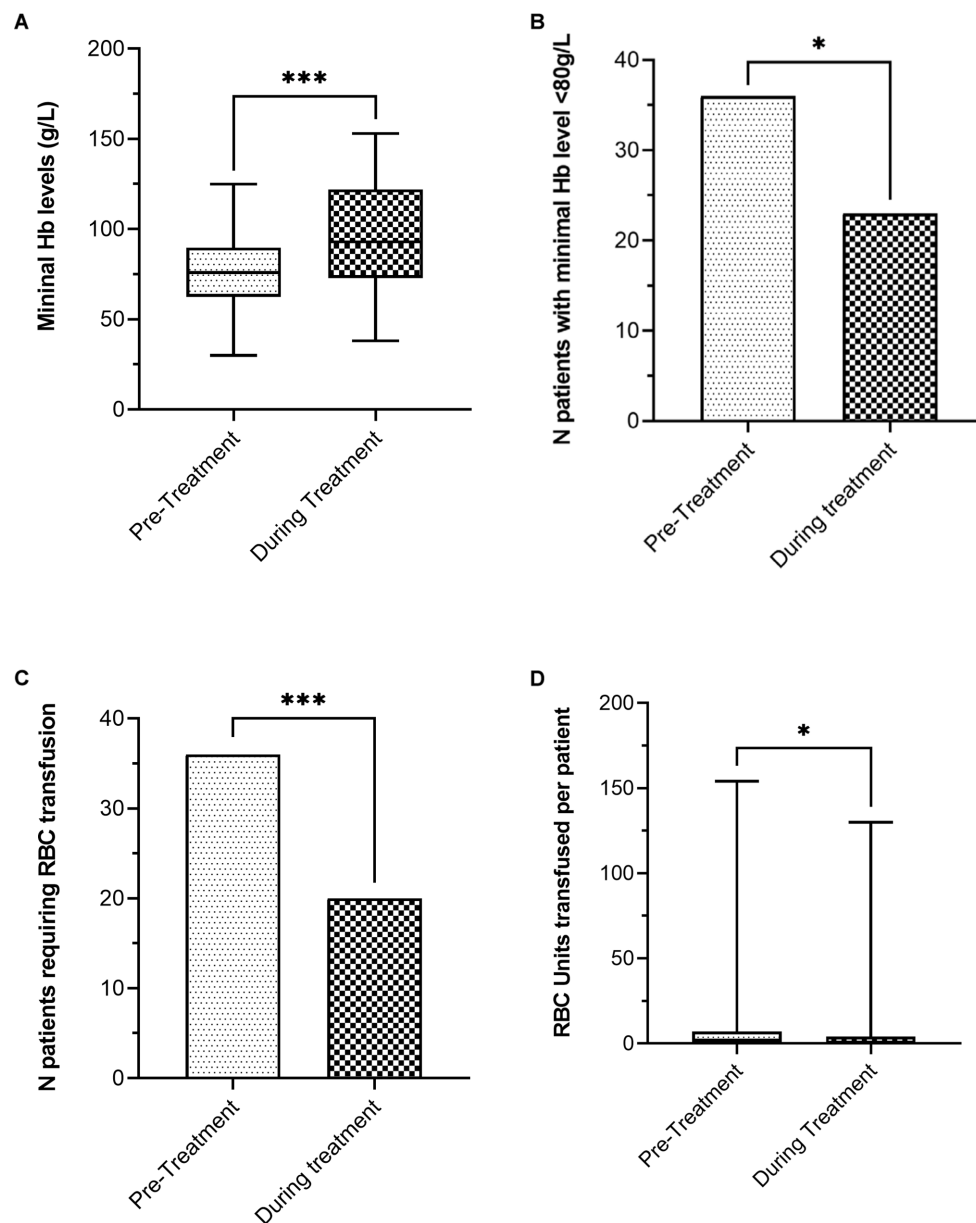 A
Mininal Hb levels (g/L)
200
150
100
50
0
***
Pre-Treatment
During Treatment
B
N patients with minimal Hb level <80g/L
40
30
20
10
0
*
Pre-Treatment
During treatment
C
N patients requiring RBC transfusion
40
30
20
10
0
***
Pre-Treatment
During treatment
D
RBC Units transfused per patient
200
150
100
50
0
*
Pre-Treatment
During Treatment